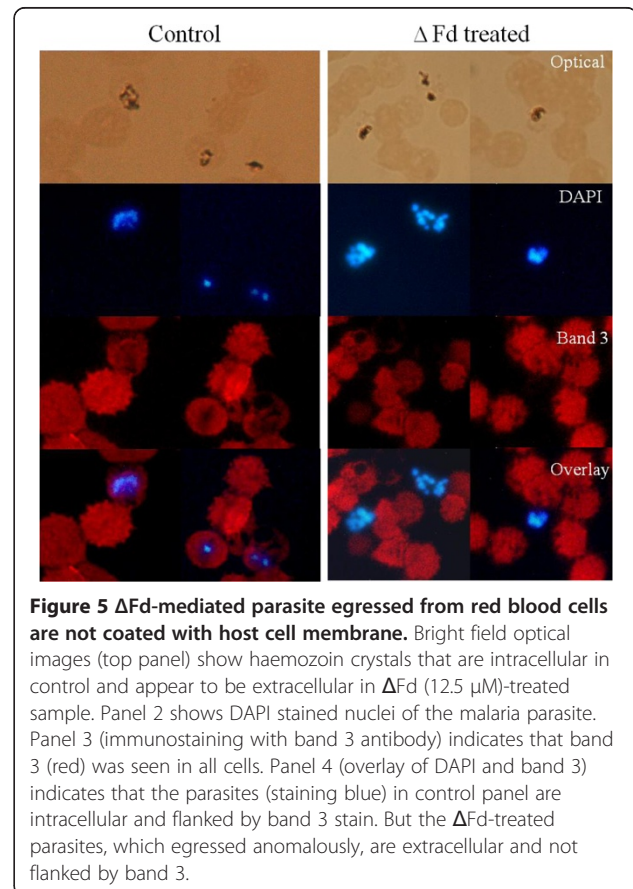 Control
Δ Fd treated
Optical
DAPI
Band 3
Overlay
Figure 5 ΔFd-mediated parasite egressed from red blood cells
are not coated with host cell membrane. Bright field optical
images (top panel) show haemozoin crystals that are intracellular in
control and appear to be extracellular in ΔFd (12.5 μM)-treated
sample. Panel 2 shows DAPI stained nuclei of the malaria parasite.
Panel 3 (immunostaining with band 3 antibody) indicates that band
3 (red) was seen in all cells. Panel 4 (overlay of DAPI and band 3)
indicates that the parasites (staining blue) in control panel are
intracellular and flanked by band 3 stain. But the ΔFd-treated
parasites, which egressed anomalously, are extracellular and not
flanked by band 3.